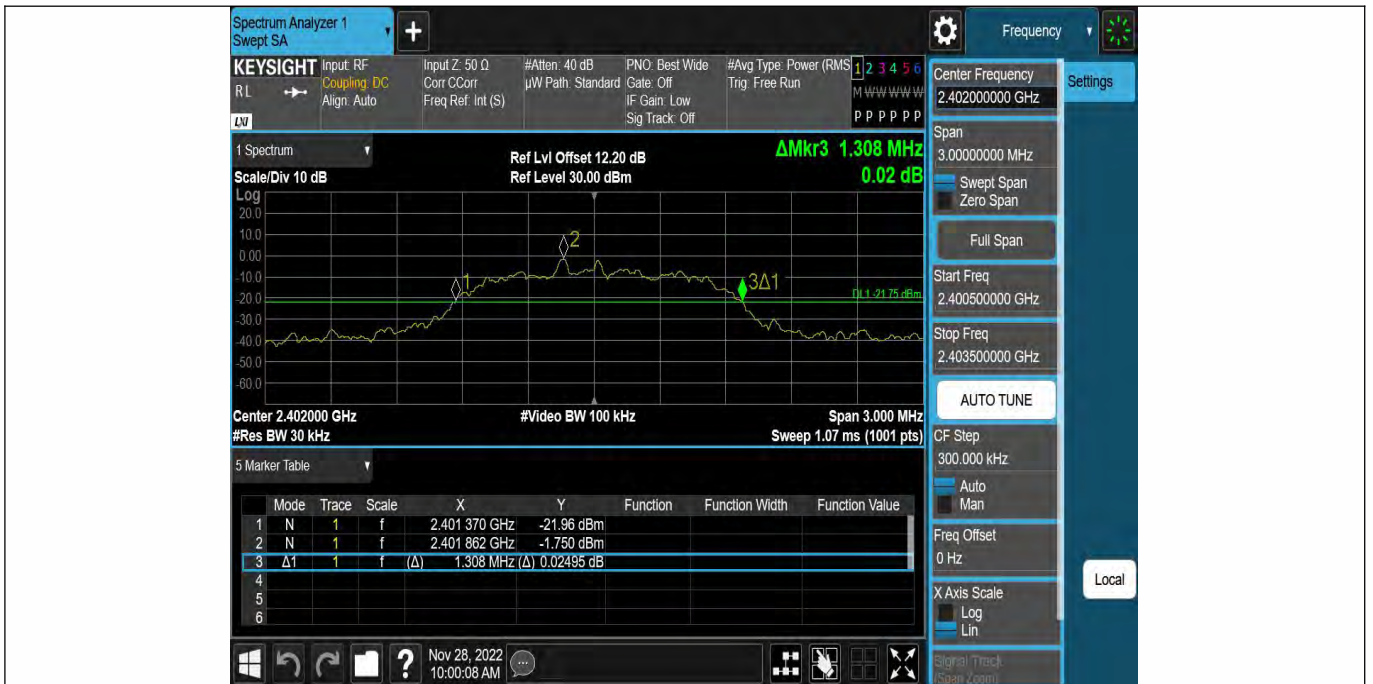 Spectrum Analyzer 1
Swept SA
+
Frequency
KEYSIGHT
RL
LXI
Input: RF
Coupling: DC
Align: Auto
Input Z: 50 Ω
Corr CCorr
Freq Ref: Int (S)
#Atten: 40 dB
µW Path: Standard
PNO: Best Wide
Gate: Off
IF Gain: Low
Sig Track: Off
#Avg Type: Power (RMS
Trig: Free Run
1 2 3 4 5 6
M W W W W W
P P P P P P
1 Spectrum
Scale/Div 10 dB
Ref Lvl Offset 12.20 dB
Ref Level 30.00 dBm
ΔMkr3 1.308 MHz
0.02 dB
Log
20.0
10.0
0.00
-10.0
-20.0
-30.0
-40.0
-50.0
-60.0
1
2
3Δ1
DL1 -21.75 dBm
Center 2.402000 GHz
#Video BW 100 kHz
Span 3.000 MHz
#Res BW 30 kHz
Sweep 1.07 ms (1001 pts)
5 Marker Table
Mode Trace Scale X Y Function Function Width Function Value
1 N 1 f 2.401 370 GHz -21.96 dBm
2 N 1 f 2.401 862 GHz -1.750 dBm
3 Δ1 1 f (Δ) 1.308 MHz (Δ) 0.02495 dB
4
5
6
?
Nov 28, 2022
10:00:08 AM
Center Frequency
2.402000000 GHz
Settings
Span
3.00000000 MHz
Swept Span
Zero Span
Full Span
Start Freq
2.400500000 GHz
Stop Freq
2.403500000 GHz
AUTO TUNE
CF Step
300.000 kHz
Auto
Man
Freq Offset
0 Hz
X Axis Scale
Log
Lin
Signal Track
(Span Zoom)
Local